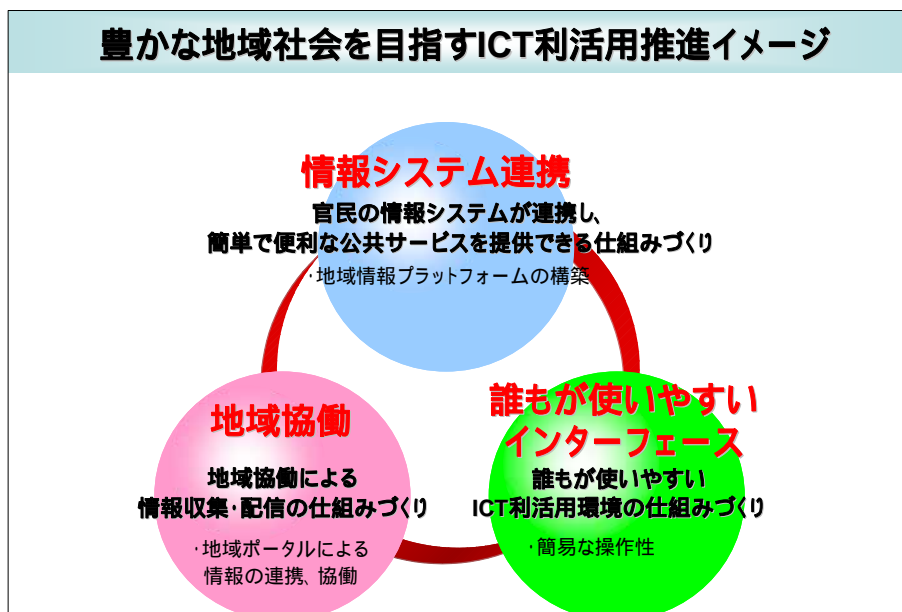 豊かな地域社会を目指すICT利活用推進イメージ
情報システム連携
官民の情報システムが連携し、
簡単で便利な公共サービスを提供できる仕組みづくり
・地域情報プラットフォームの構築
地域協働
地域協働による
情報収集・配信の仕組みづくり
・地域ポータルによる
情報の連携、協働
誰もが使いやすい
インターフェース
誰もが使いやすい
ICT利活用環境の仕組みづくり
・簡易な操作性